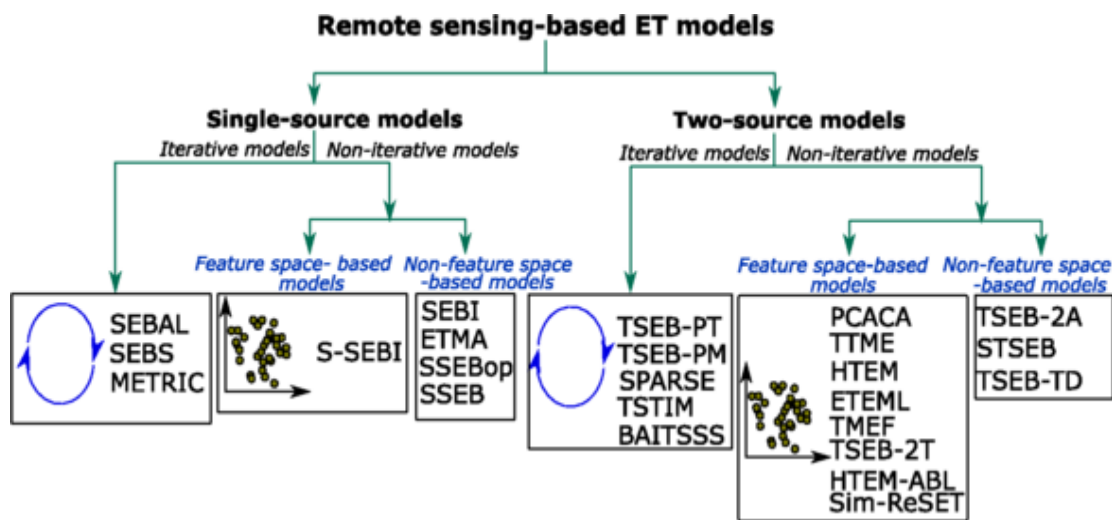 Remote sensing-based ET models
Single-source models
Iterative models
Non-iterative models
Feature space- based
models
Non-feature space
-based models
SEBAL
SEBS
METRIC
S-SEBI
SEBI
ETMA
SSEBop
SSEB
Two-source models
Iterative models
Non-iterative models
Feature space-based
models
Non-feature space
-based models
TSEB-PT
TSEB-PM
SPARSE
TSTIM
BAITSSS
PCACA
TTME
HTEM
ETEML
TMEF
TSEB-2T
HTEM-ABL
Sim-ReSET
TSEB-2A
STSEB
TSEB-TD